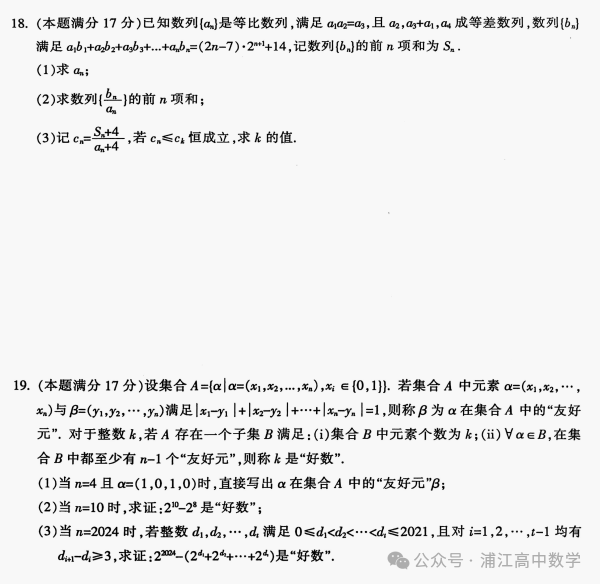 18. (本题满分 17 分)已知数列{aₙ}是等比数列,满足 a₁a₂=a₃,且 a₂,a₃+a₁,a₄ 成等差数列,数列{bₙ}
满足 a₁b₁+a₂b₂+a₃b₃+...+aₙbₙ=(2n−7)·2ⁿ⁺¹+14,记数列{bₙ}的前 n 项和为 Sₙ.
(1)求 aₙ;
(2)求数列{bₙ/aₙ}的前 n 项和;
(3)记 cₙ=(Sₙ+4)/(aₙ+4),若 cₙ≤cₖ 恒成立,求 k 的值.
19. (本题满分 17 分)设集合 A={α|α=(x₁,x₂,...,xₙ),xᵢ∈{0,1}}. 若集合 A 中元素 α=(x₁,x₂,⋯,
xₙ)与 β=(y₁,y₂,⋯,yₙ)满足|x₁−y₁|+|x₂−y₂|+⋯+|xₙ−yₙ|=1,则称 β 为 α 在集合 A 中的“友好
元”. 对于整数 k,若 A 存在一个子集 B 满足:(i)集合 B 中元素个数为 k;(ii)∀α∈B,在集
合 B 中都至少有 n−1 个“友好元”,则称 k 是“好数”.
(1)当 n=4 且 α=(1,0,1,0)时,直接写出 α 在集合 A 中的“友好元”β;
(2)当 n=10 时,求证:2¹⁰−2⁸ 是“好数”;
(3)当 n=2024 时,若整数 d₁,d₂,⋯,dₜ 满足 0≤d₁<d₂<⋯<dₜ≤2021,且对 i=1,2,⋯,t−1 均有
dᵢ₊₁−dᵢ≥3,求证:2²⁰²⁴−(2^d₁+2^d₂+⋯+2^dₜ)是“好数”.
公众号·浦江高中数学